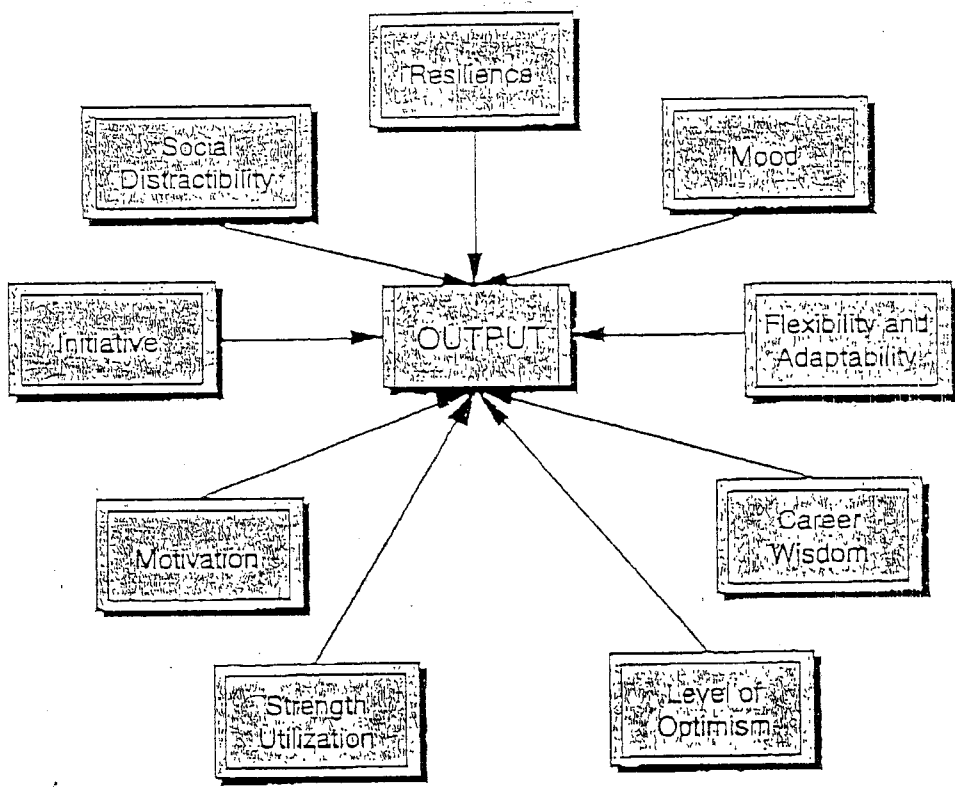 Resilience
Social
Distractibility
Mood
Initiative
OUTPUT
Flexibility and
Adaptability
Motivation
Career
Wisdom
Strength
Utilization
Level of
Optimism